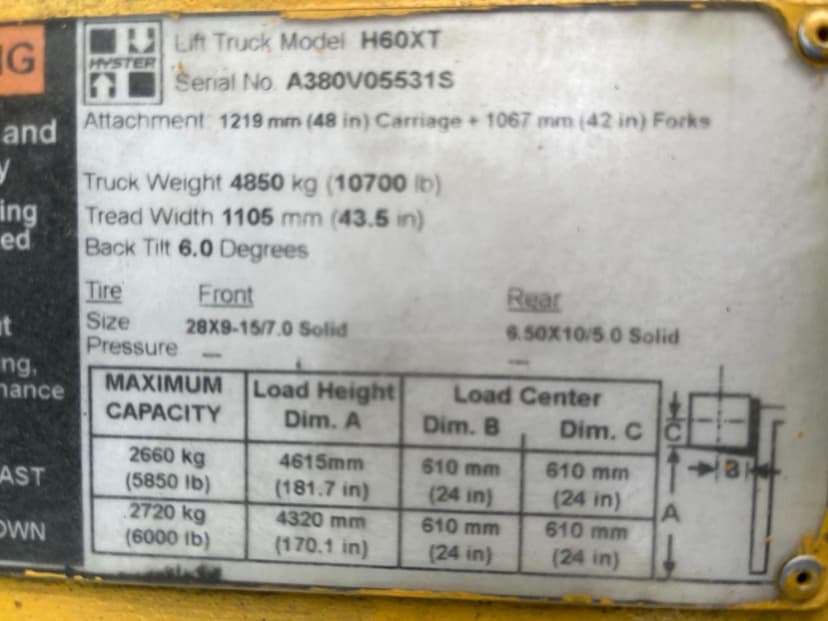 NG
and
y
ing
ed
t
ng,
nance
AST
OWN
HYSTER
Lift Truck Model H60XT
Serial No. A380V05531S
Attachment 1219 mm (48 in) Carriage + 1067 mm (42 in) Forks
Truck Weight 4850 kg (10700 lb)
Tread Width 1105 mm (43.5 in)
Back Tilt 6.0 Degrees
Tire Front Rear
Size 28X9-15/7.0 Solid 6.50X10/5.0 Solid
Pressure — —
MAXIMUM CAPACITY Load Height Dim. A Load Center Dim. B Dim. C
2660 kg (5850 lb) 4615mm (181.7 in) 610 mm (24 in) 610 mm (24 in)
2720 kg (6000 lb) 4320 mm (170.1 in) 610 mm (24 in) 610 mm (24 in)
C
B
A